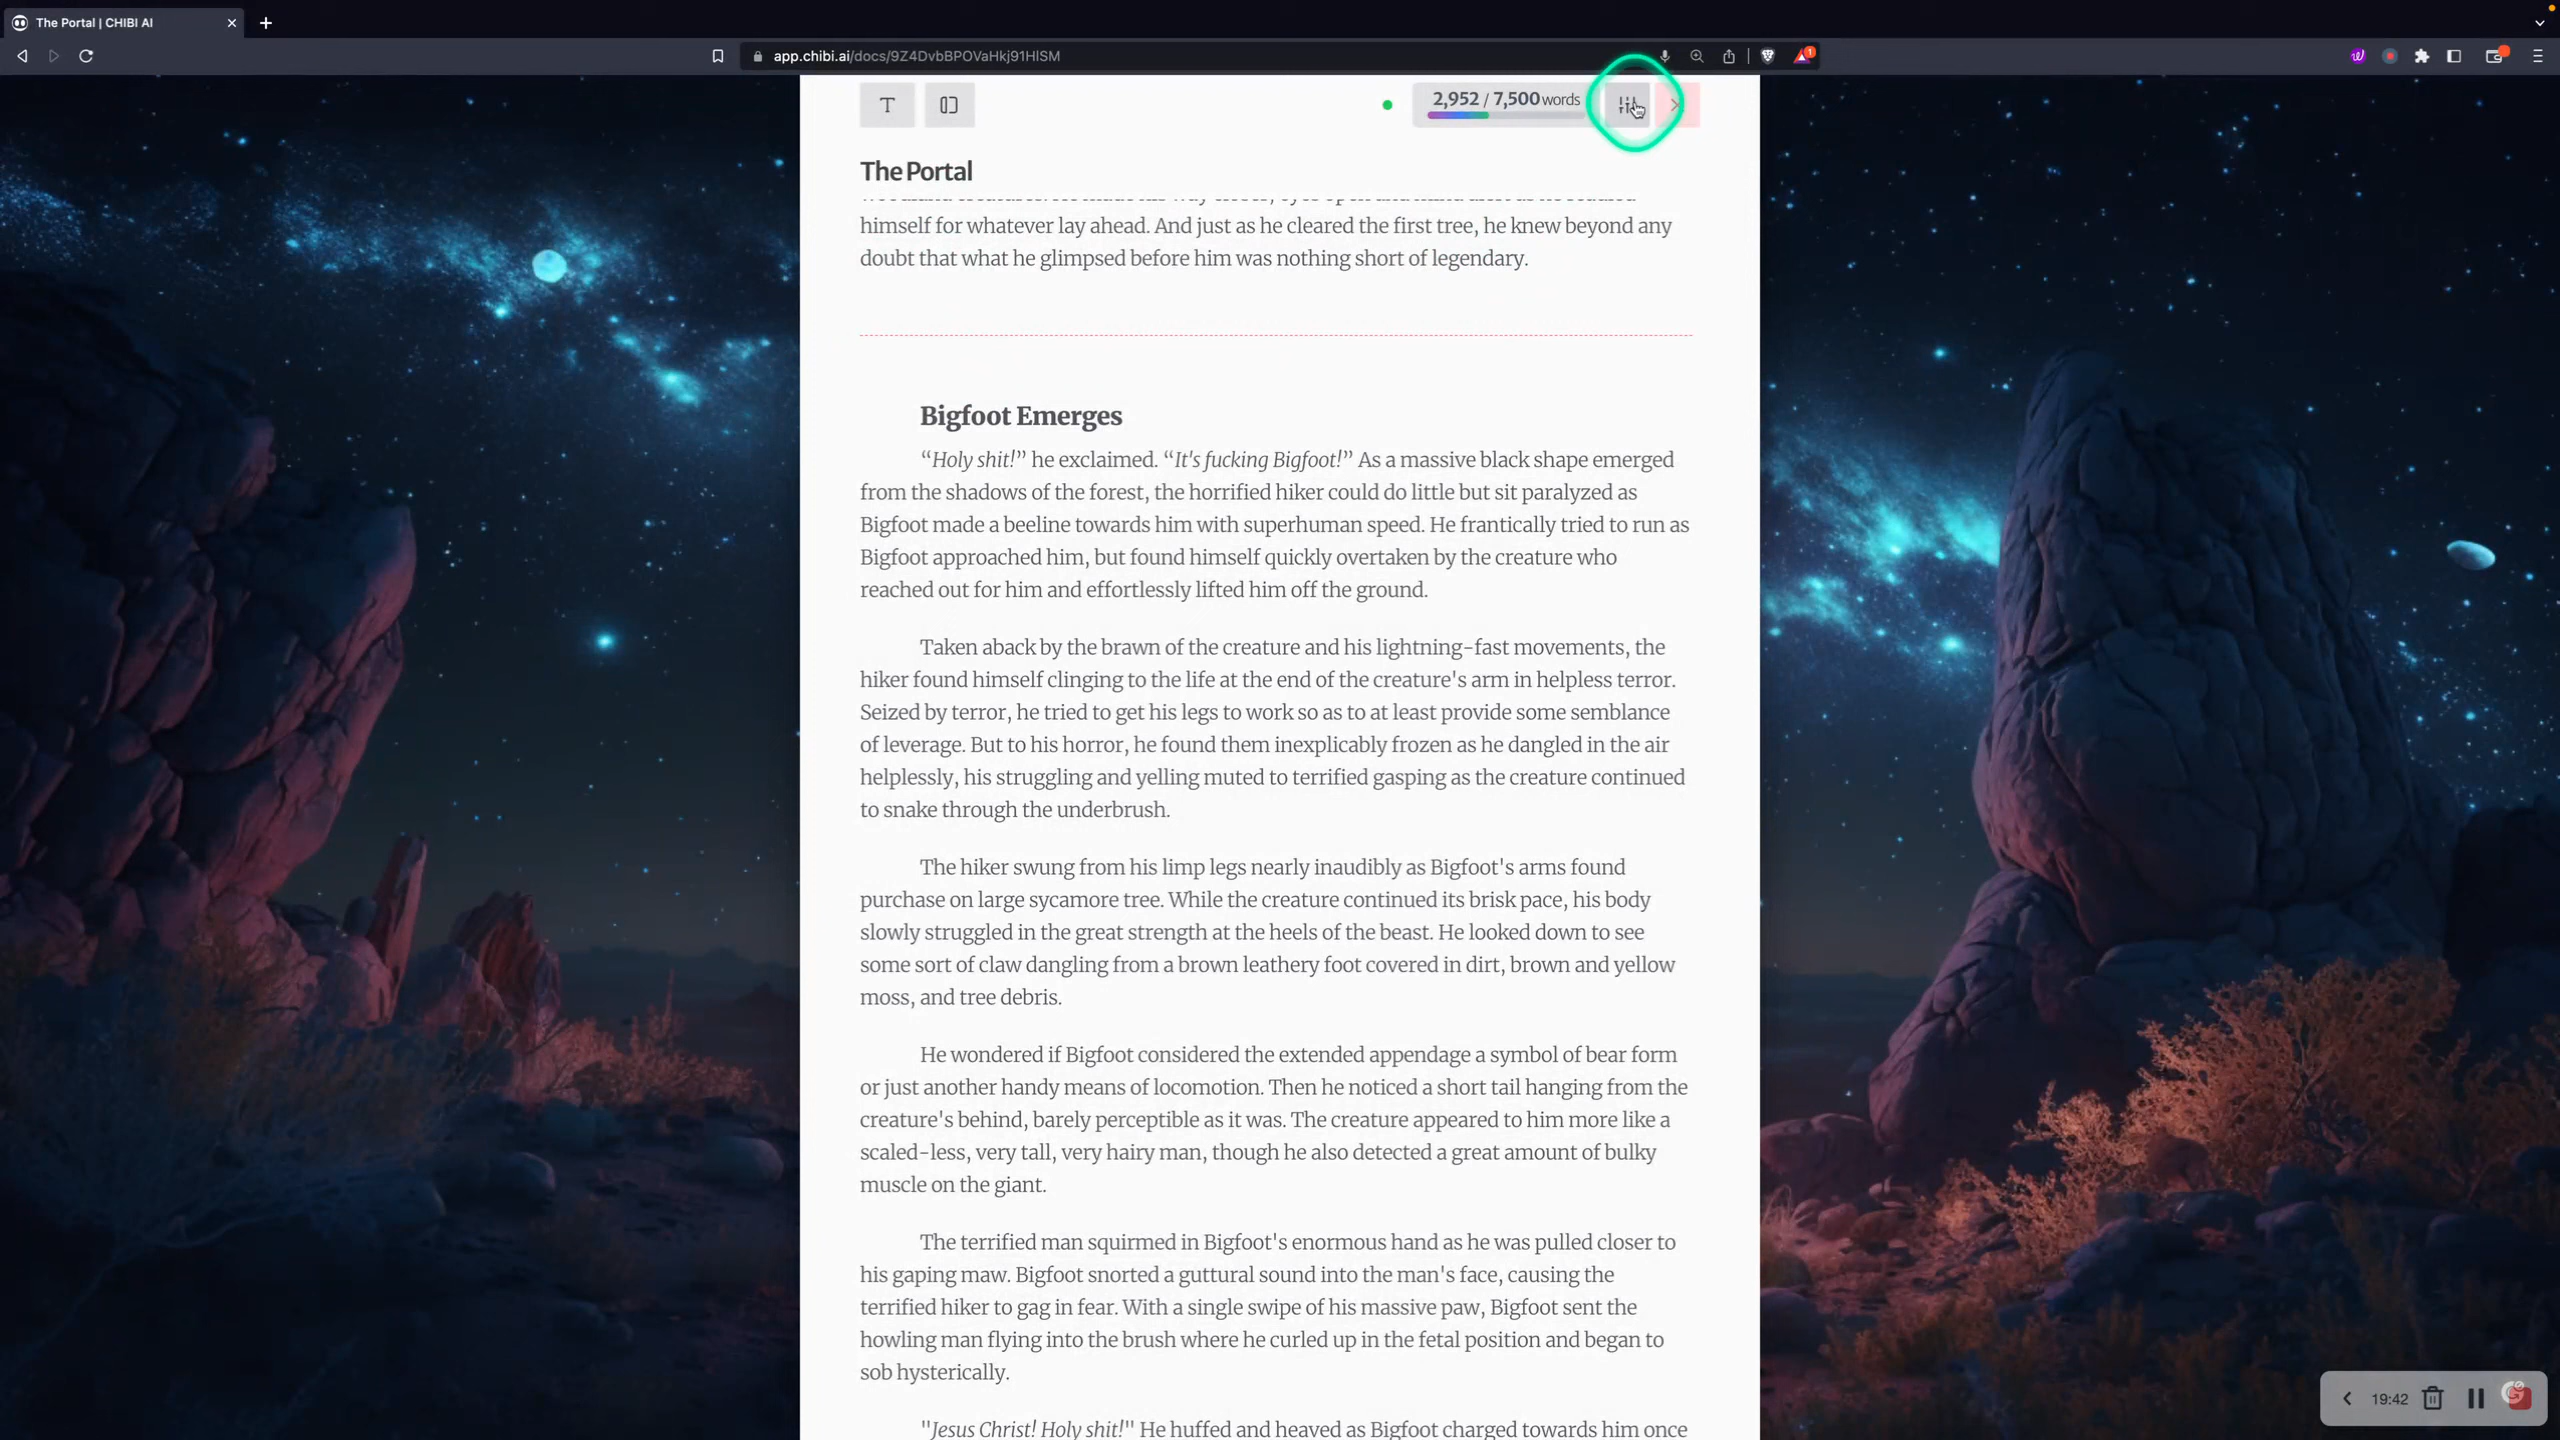 The Portal | CHIBI AI
app.chibi.ai/docs/9Z4DvbBPOVaHkj91HlSM
1
T
2,952 / 7,500 words
The Portal
himself for whatever lay ahead. And just as he cleared the first tree, he knew beyond any
doubt that what he glimpsed before him was nothing short of legendary.
Bigfoot Emerges
“Holy shit!” he exclaimed. “It's fucking Bigfoot!” As a massive black shape emerged
from the shadows of the forest, the horrified hiker could do little but sit paralyzed as
Bigfoot made a beeline towards him with superhuman speed. He frantically tried to run as
Bigfoot approached him, but found himself quickly overtaken by the creature who
reached out for him and effortlessly lifted him off the ground.
Taken aback by the brawn of the creature and his lightning-fast movements, the
hiker found himself clinging to the life at the end of the creature's arm in helpless terror.
Seized by terror, he tried to get his legs to work so as to at least provide some semblance
of leverage. But to his horror, he found them inexplicably frozen as he dangled in the air
helplessly, his struggling and yelling muted to terrified gasping as the creature continued
to snake through the underbrush.
The hiker swung from his limp legs nearly inaudibly as Bigfoot's arms found
purchase on large sycamore tree. While the creature continued its brisk pace, his body
slowly struggled in the great strength at the heels of the beast. He looked down to see
some sort of claw dangling from a brown leathery foot covered in dirt, brown and yellow
moss, and tree debris.
He wondered if Bigfoot considered the extended appendage a symbol of bear form
or just another handy means of locomotion. Then he noticed a short tail hanging from the
creature's behind, barely perceptible as it was. The creature appeared to him more like a
scaled-less, very tall, very hairy man, though he also detected a great amount of bulky
muscle on the giant.
The terrified man squirmed in Bigfoot's enormous hand as he was pulled closer to
his gaping maw. Bigfoot snorted a guttural sound into the man's face, causing the
terrified hiker to gag in fear. With a single swipe of his massive paw, Bigfoot sent the
howling man flying into the brush where he curled up in the fetal position and began to
sob hysterically.
"Jesus Christ! Holy shit!" He huffed and heaved as Bigfoot charged towards him once
19:42